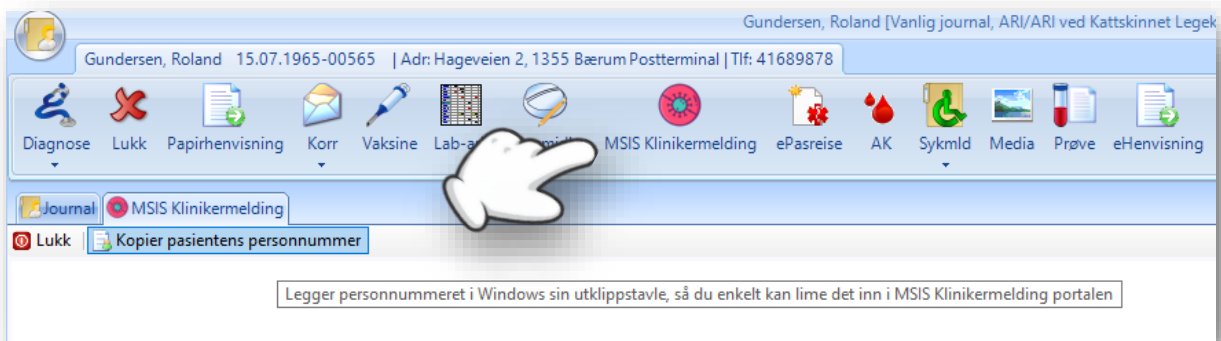 Gundersen, Roland [Vanlig journal, ARI/ARI ved Kattskinnet Legek
Gundersen, Roland 15.07.1965-00565 | Adr: Hageveien 2, 1355 Bærum Postterminal | Tlf: 41689878
Diagnose Lukk Papirhenvisning Korr Vaksine MSIS Klinikermelding ePasreise AK Sykmld Media Prøve eHenvisning
Journal MSIS Klinikermelding
Lukk Kopier pasientens personnummer
Legger personnummeret i Windows sin utklippstavle, så du enkelt kan lime det inn i MSIS Klinikermelding portalen